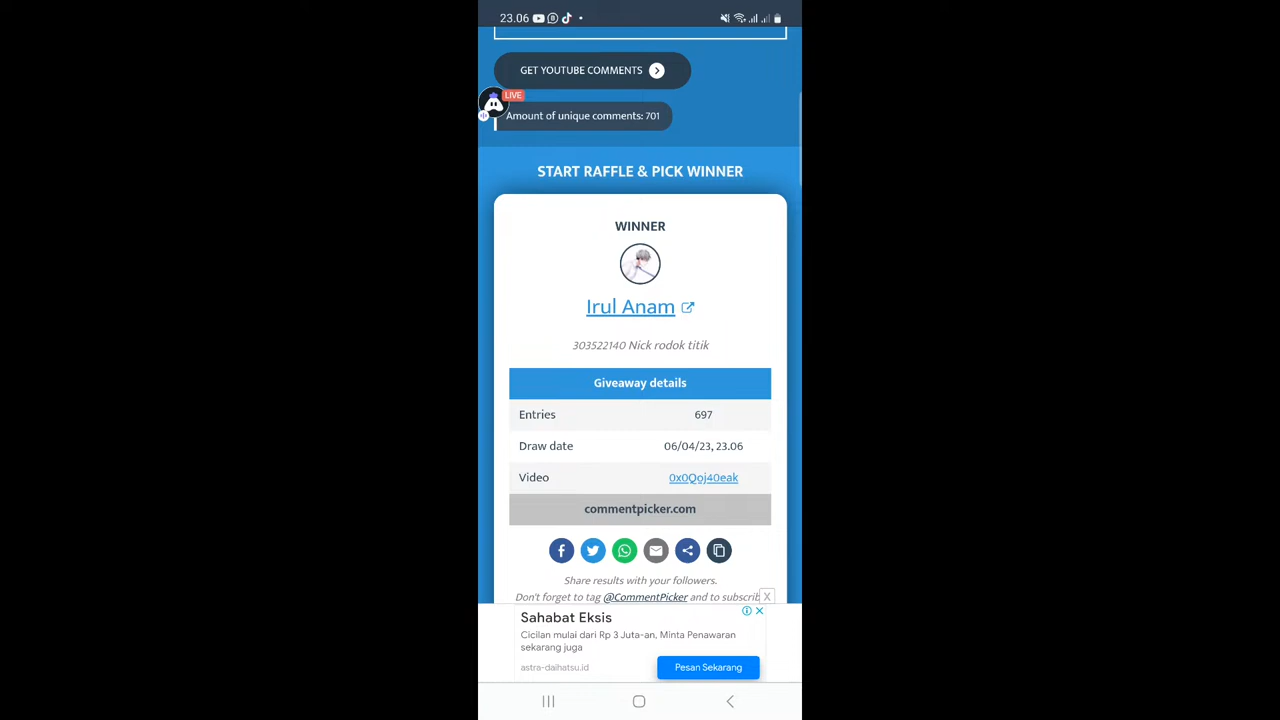 23.06
GET YOUTUBE COMMENTS
LIVE
Amount of unique comments: 701
START RAFFLE & PICK WINNER
WINNER
Irul Anam
303522140 Nick rodok titik
Giveaway details
Entries 697
Draw date 06/04/23, 23.06
Video 0x0Qoj40eak
commentpicker.com
Share results with your followers.
Don't forget to tag @CommentPicker and to subscrib
X
Sahabat Eksis
Cicilan mulai dari Rp 3 Juta-an, Minta Penawaran
sekarang juga
astra-daihatsu.id
Pesan Sekarang